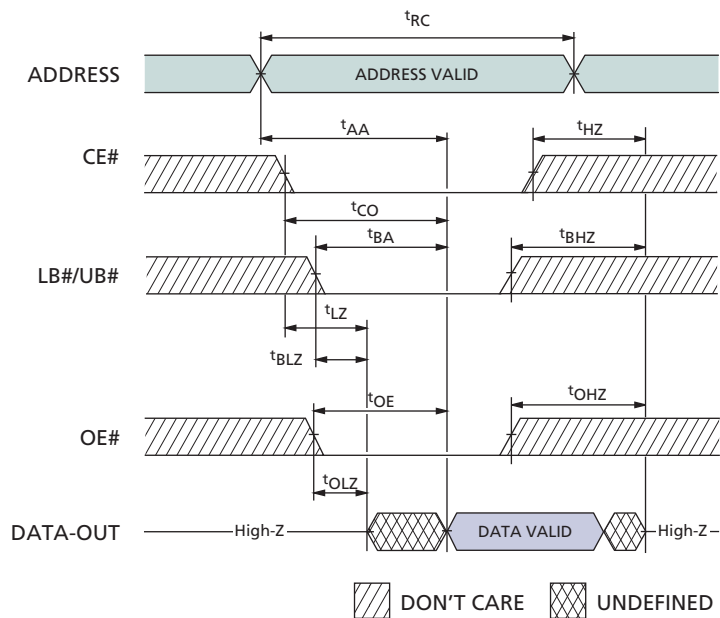 tRC
ADDRESS
ADDRESS VALID
tAA
tHZ
CE#
tCO
tBA
tBHZ
LB#/UB#
tLZ
tBLZ
tOE
tOHZ
OE#
tOLZ
DATA-OUT
High-Z
DATA VALID
High-Z
DON'T CARE
UNDEFINED